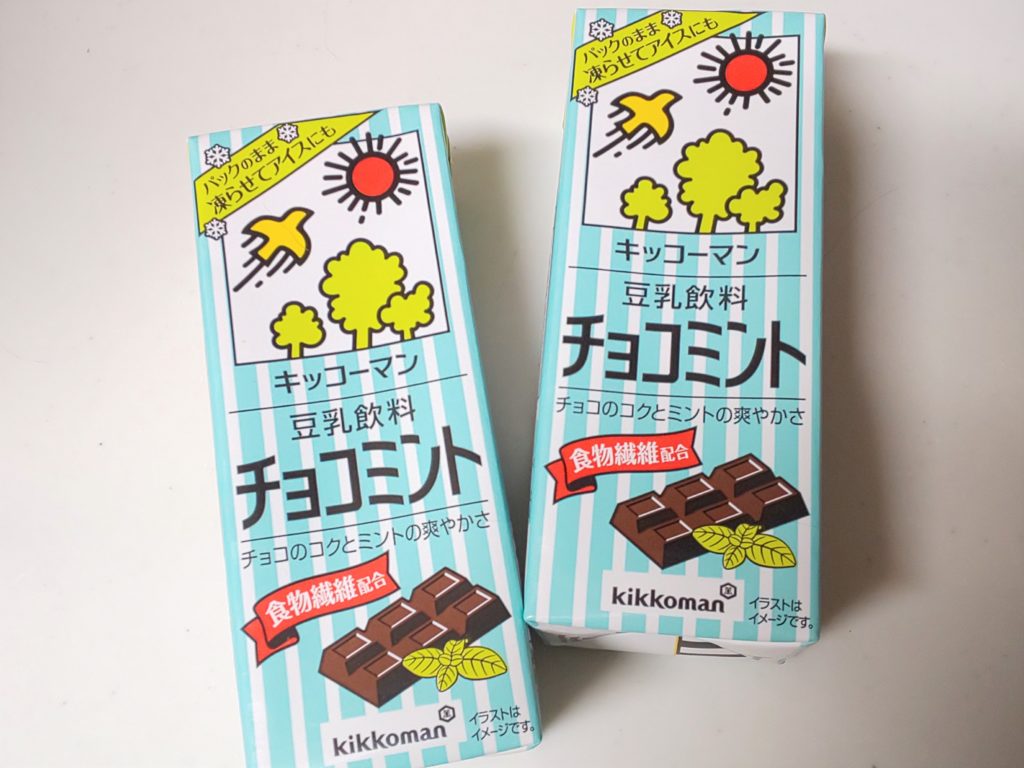 パックのまま
凍らせてアイスにも
キッコーマン
豆乳飲料
チョコミント
チョコのコクとミントの爽やかさ
食物繊維配合
kikkoman
イラストは
イメージです。
パックのまま
凍らせてアイスにも
キッコーマン
豆乳飲料
チョコミント
チョコのコクとミントの爽やかさ
食物繊維配合
kikkoman
イラストは
イメージです。